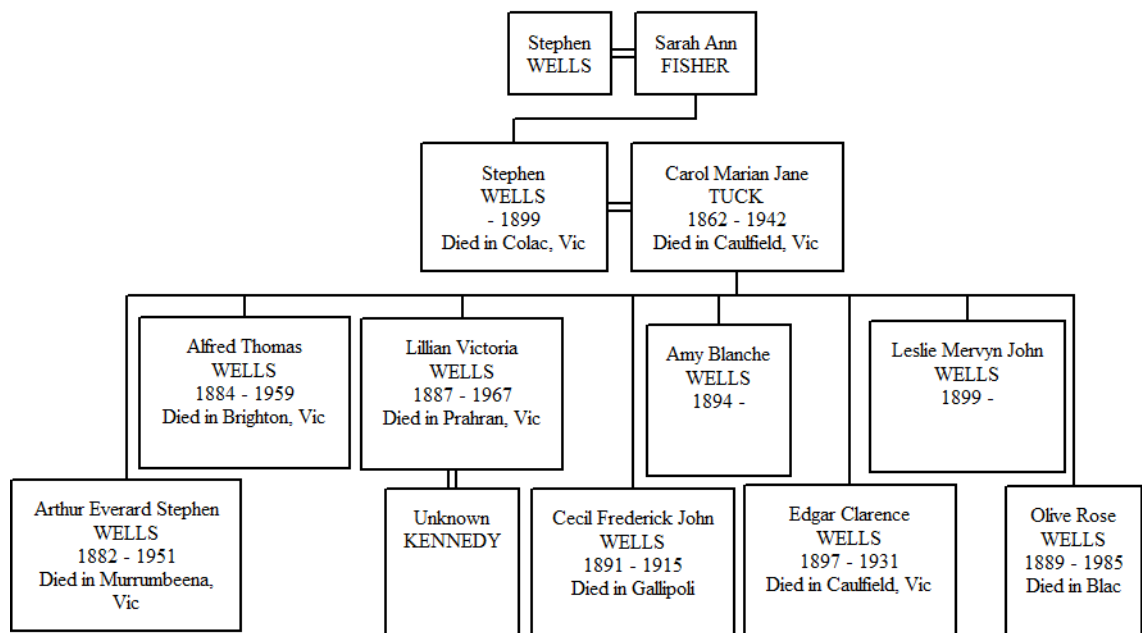 Stephen
WELLS
Sarah Ann
FISHER
Stephen
WELLS
- 1899
Died in Colac, Vic
Carol Marian Jane
TUCK
1862 - 1942
Died in Caulfield, Vic
Alfred Thomas
WELLS
1884 - 1959
Died in Brighton, Vic
Lillian Victoria
WELLS
1887 - 1967
Died in Prahran, Vic
Amy Blanche
WELLS
1894 -
Leslie Mervyn John
WELLS
1899 -
Arthur Everard Stephen
WELLS
1882 - 1951
Died in Murrumbeena,
Vic
Unknown
KENNEDY
Cecil Frederick John
WELLS
1891 - 1915
Died in Gallipoli
Edgar Clarence
WELLS
1897 - 1931
Died in Caulfield, Vic
Olive Rose
WELLS
1889 - 1985
Died in Blac